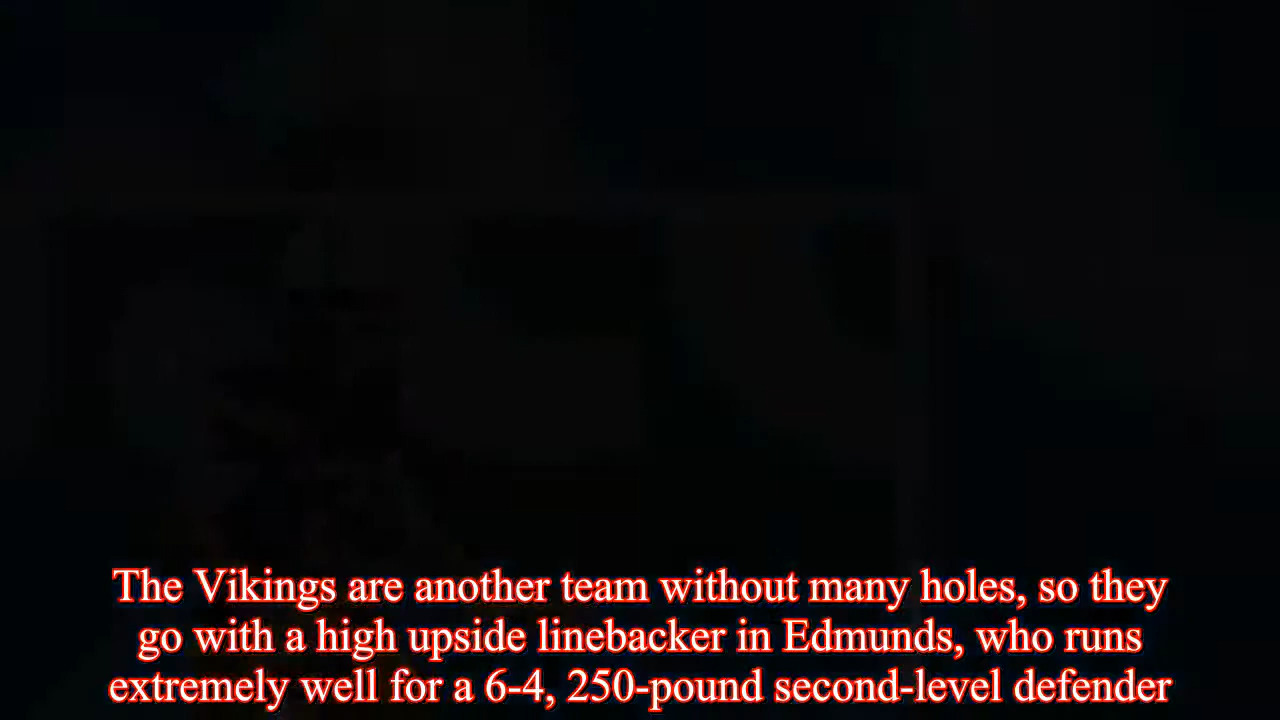 The Vikings are another team without many holes, so they
go with a high upside linebacker in Edmunds, who runs
extremely well for a 6-4, 250-pound second-level defender